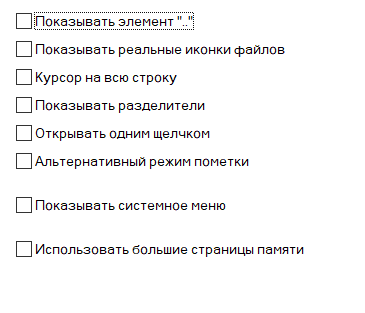 Показывать элемент ".."
Показывать реальные иконки файлов
Курсор на всю строку
Показывать разделители
Открывать одним щелчком
Альтернативный режим пометки
Показывать системное меню
Использовать большие страницы памяти